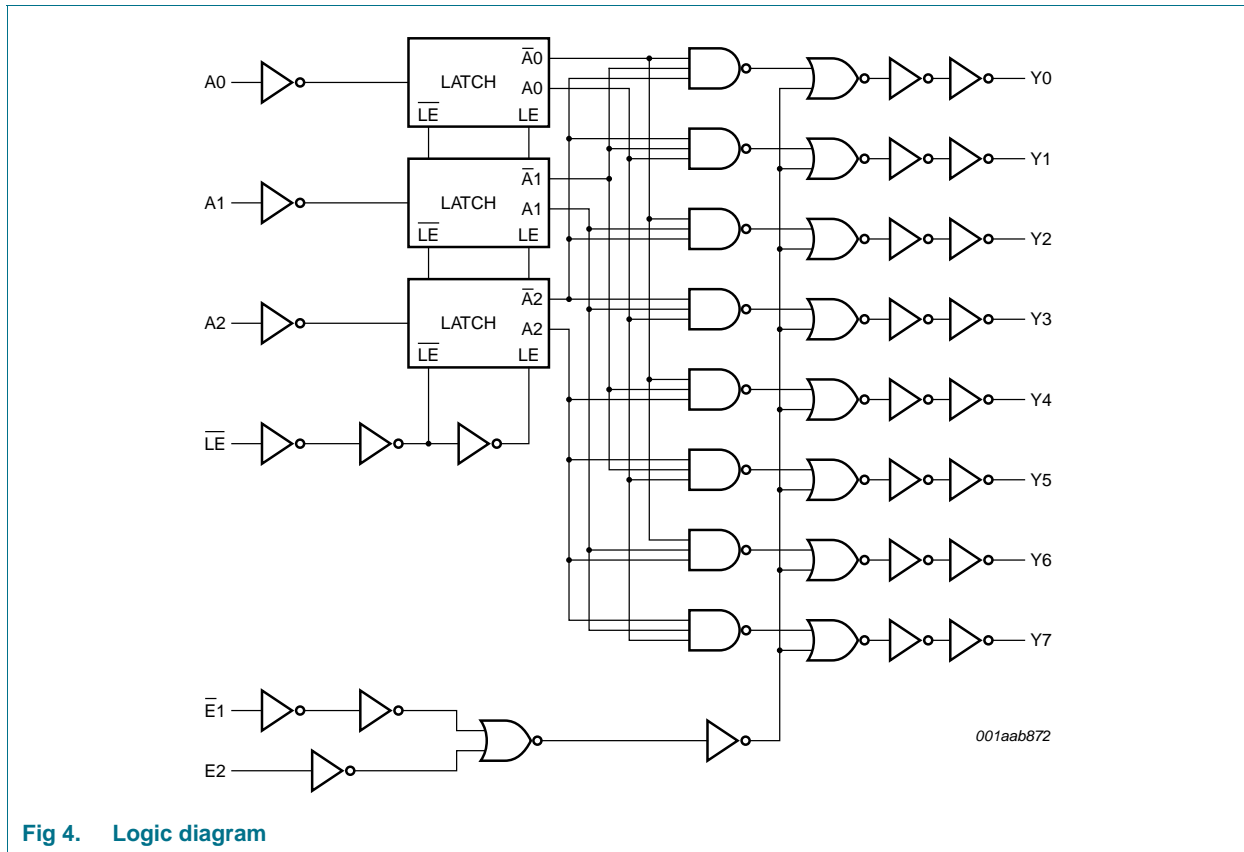 A0
LATCH
A̅0
A0
L̅E̅
LE
Y0
A1
LATCH
A̅1
A1
L̅E̅
LE
Y1
Y2
A2
LATCH
A̅2
A2
L̅E̅
LE
Y3
Y4
L̅E̅
Y5
Y6
Y7
E̅1
E2
001aab872
Fig 4. Logic diagram